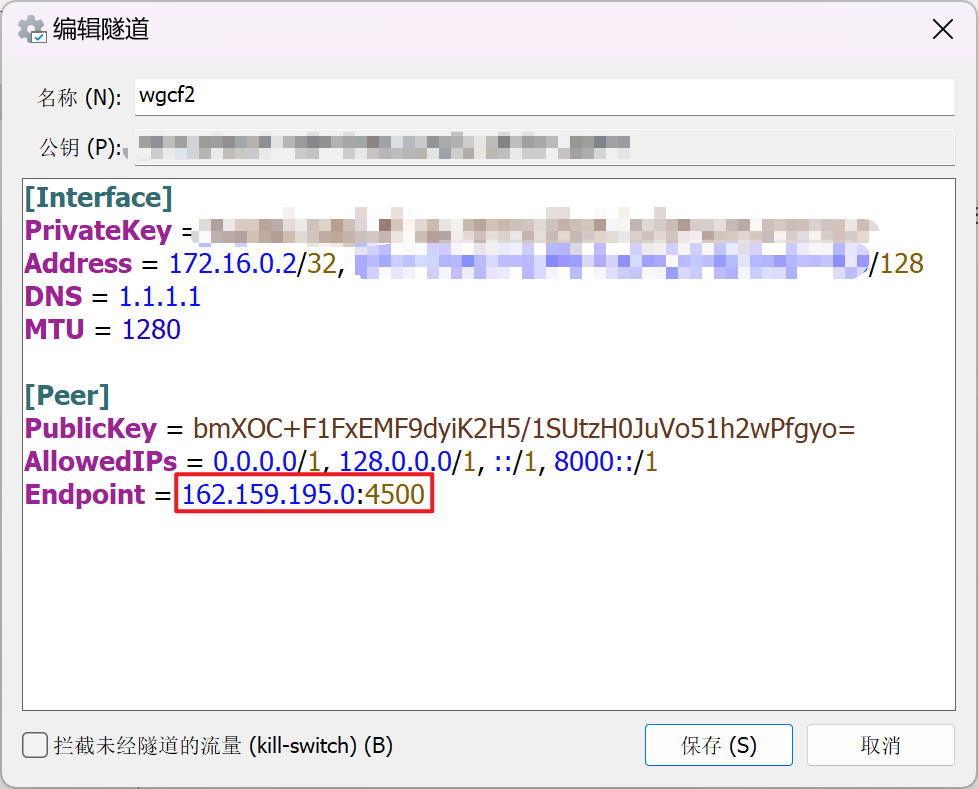 编辑隧道
名称 (N): wgcf2
公钥 (P):
[Interface]
PrivateKey =
Address = 172.16.0.2/32, /128
DNS = 1.1.1.1
MTU = 1280
[Peer]
PublicKey = bmXOC+F1FxEMF9dyiK2H5/1SUtzH0JuVo51h2wPfgyo=
AllowedIPs = 0.0.0.0/1, 128.0.0.0/1, ::/1, 8000::/1
Endpoint = 162.159.195.0:4500
拦截未经隧道的流量 (kill-switch) (B)
保存 (S) 取消